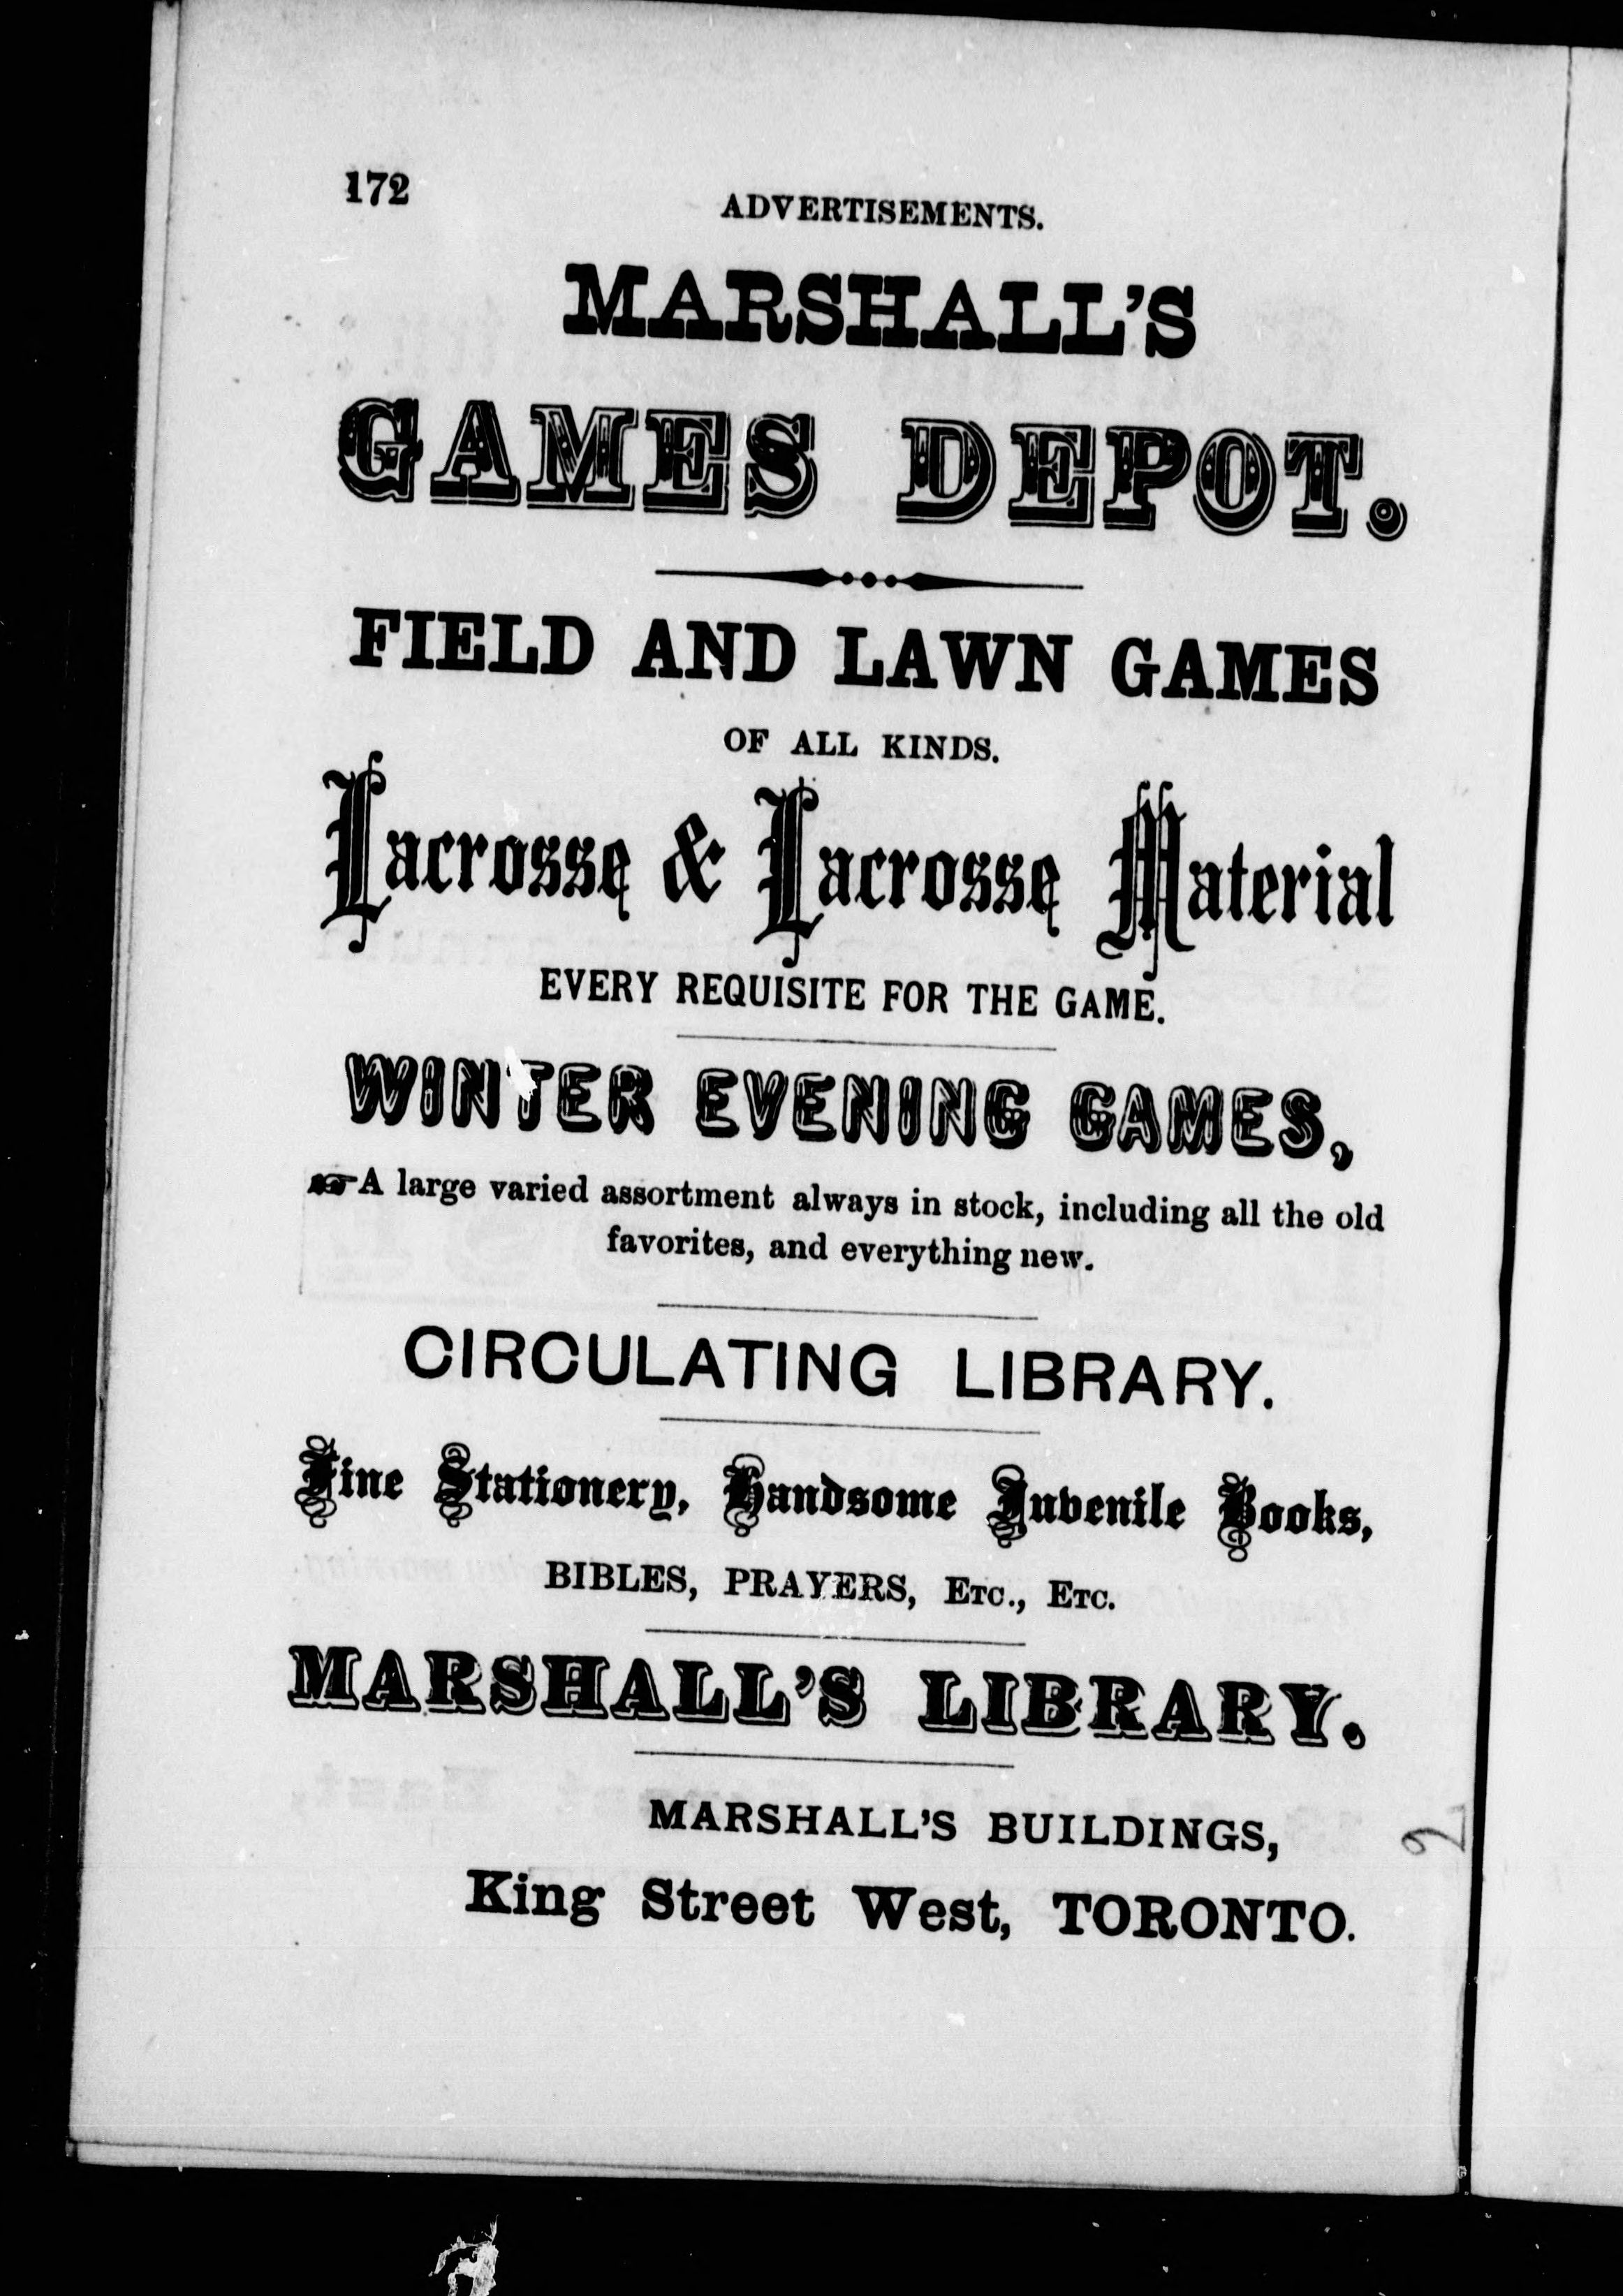 172
ADVERTISEMENTS.
MARSHALL'S
GAMES DEPOT.
FIELD AND LAWN GAMES
OF ALL KINDS.
Lacrosse & Lacrosse Material
EVERY REQUISITE FOR THE GAME.
WINTER EVENING GAMES,
☞A large varied assortment always in stock, including all the old
favorites, and everything new.
CIRCULATING LIBRARY.
Fine Stationery, Handsome Juvenile Books,
BIBLES, PRAYERS, ETC., ETC.
MARSHALL'S LIBRARY.
MARSHALL'S BUILDINGS,
King Street West, TORONTO.
2